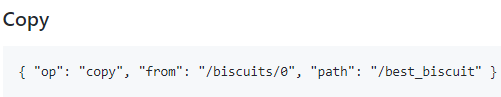 Copy
{ "op": "copy", "from": "/biscuits/0", "path": "/best_biscuit" }